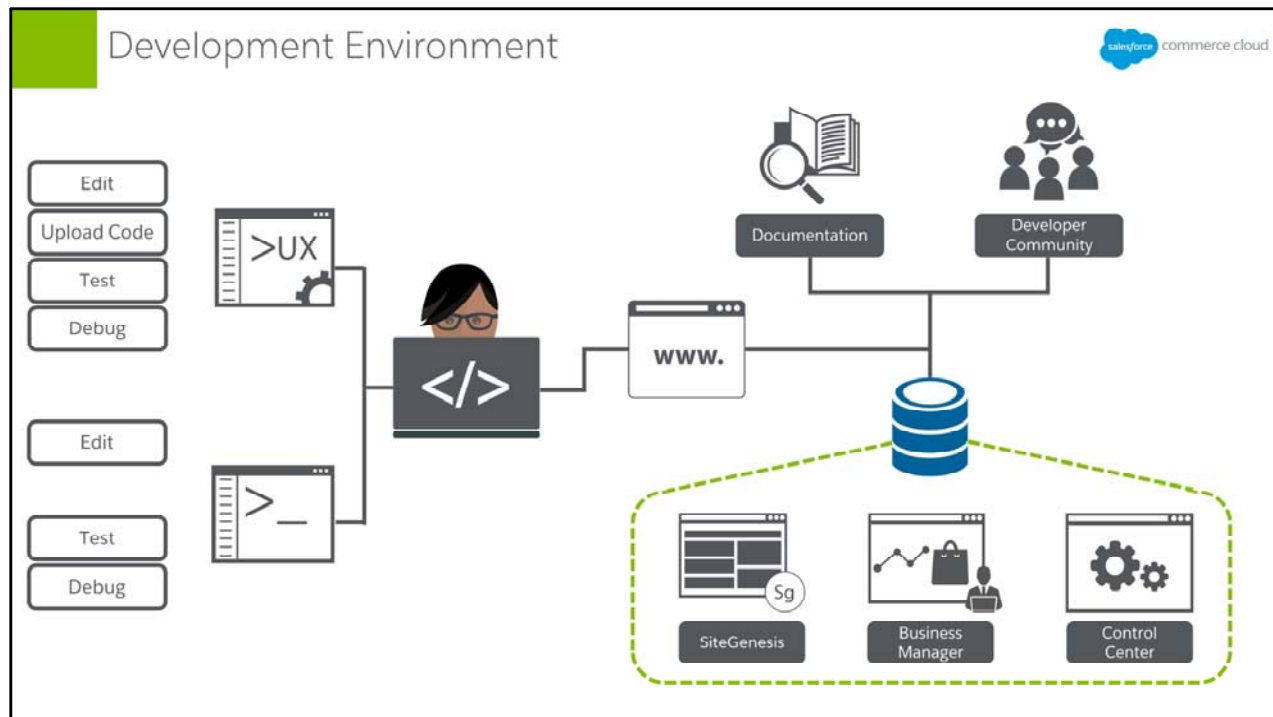 Development Environment
salesforce commerce cloud
Edit
Upload Code
Test
Debug
>UX
Edit
Test
Debug
>_
</>
www.
Documentation
Developer
Community
Sg
SiteGenesis
Business
Manager
Control
Center